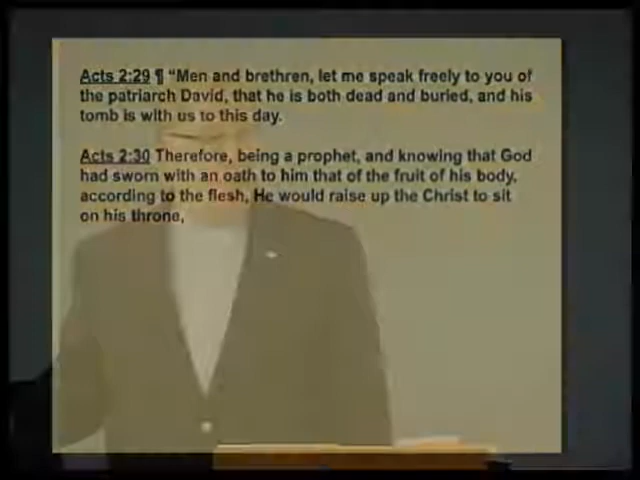 Acts 2:29 ¶ “Men and brethren, let me speak freely to you of
the patriarch David, that he is both dead and buried, and his
tomb is with us to this day.
Acts 2:30 Therefore, being a prophet, and knowing that God
had sworn with an oath to him that of the fruit of his body,
according to the flesh, He would raise up the Christ to sit
on his throne,